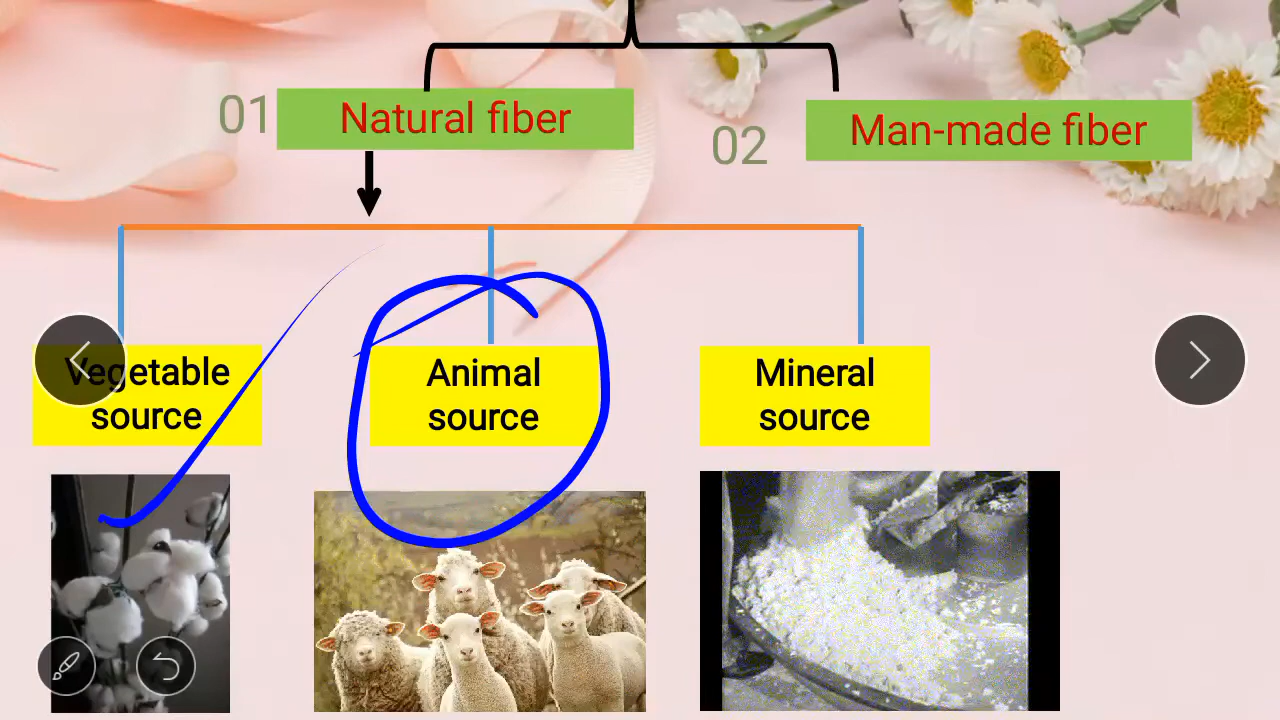 01
Natural fiber
02
Man-made fiber
Vegetable
source
Animal
source
Mineral
source